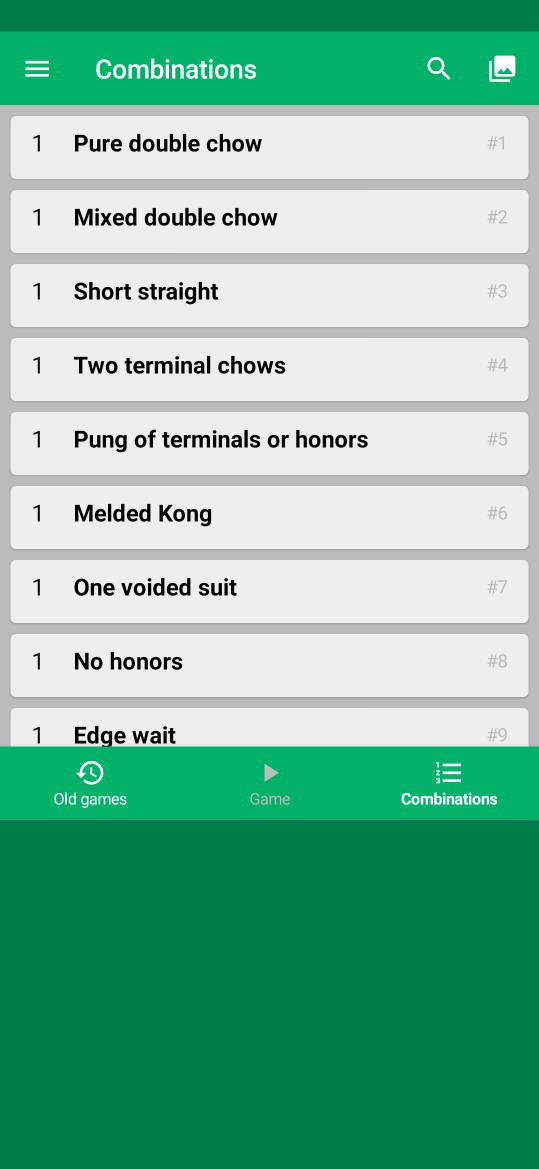 Combinations
1 Pure double chow #1
1 Mixed double chow #2
1 Short straight #3
1 Two terminal chows #4
1 Pung of terminals or honors #5
1 Melded Kong #6
1 One voided suit #7
1 No honors #8
1 Edge wait #9
Old games Game Combinations